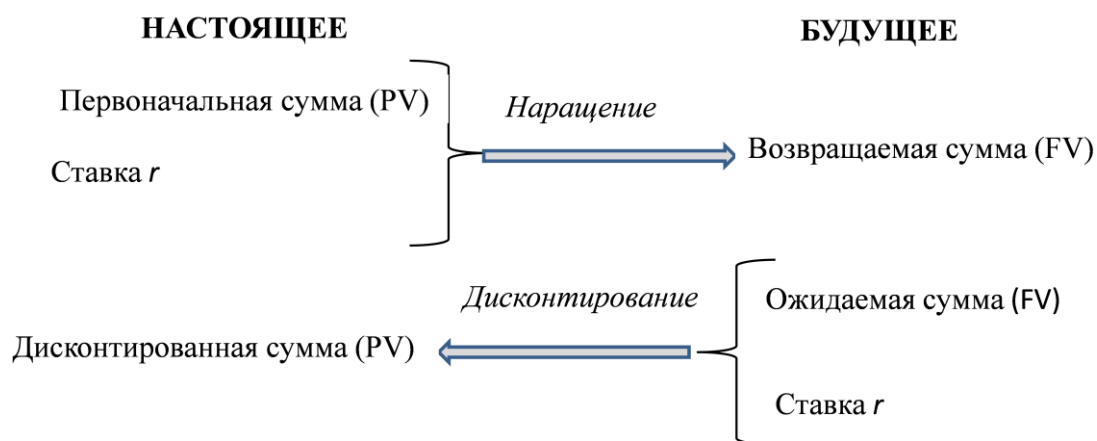 НАСТОЯЩЕЕ
БУДУЩЕЕ
Первоначальная сумма (PV)
Наращение
Возвращаемая сумма (FV)
Ставка r
Дисконтирование
Ожидаемая сумма (FV)
Дисконтированная сумма (PV)
Ставка r